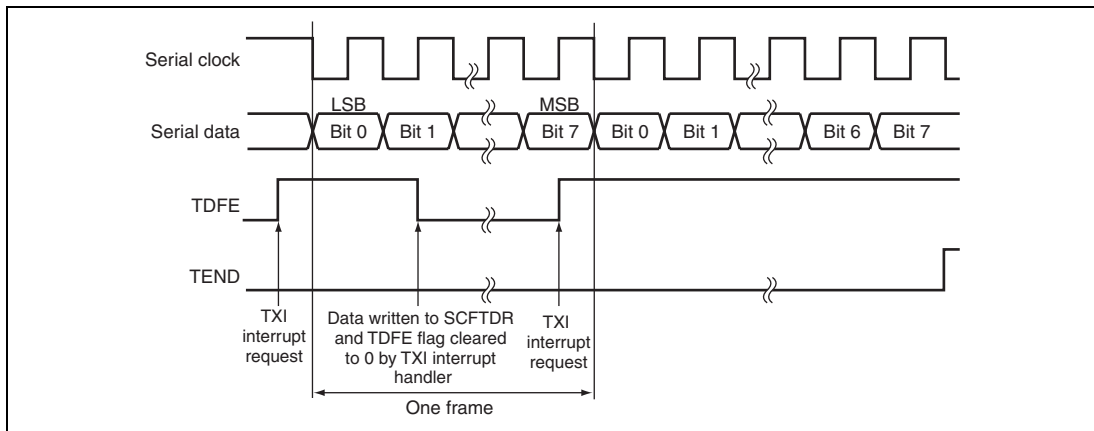 Serial clock
LSB
MSB
Serial data
Bit 0
Bit 1
Bit 7
Bit 0
Bit 1
Bit 6
Bit 7
TDFE
TEND
TXI
interrupt
request
Data written to SCFTDR
and TDFE flag cleared
to 0 by TXI interrupt
handler
TXI
interrupt
request
One frame